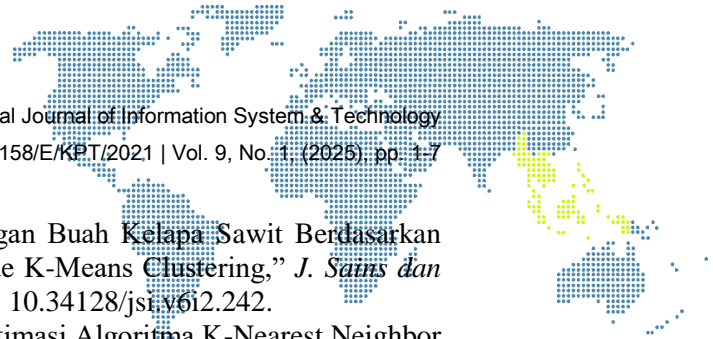 al Journal of Information System & Technology
158/E/KPT/2021 | Vol. 9, No. 1, (2025), pp. 1-7
gan Buah Kelapa Sawit Berdasarkan
e K-Means Clustering,” J. Sains dan
10.34128/jsi.v6i2.242.
timasi Algoritma K-Nearest Neighbor